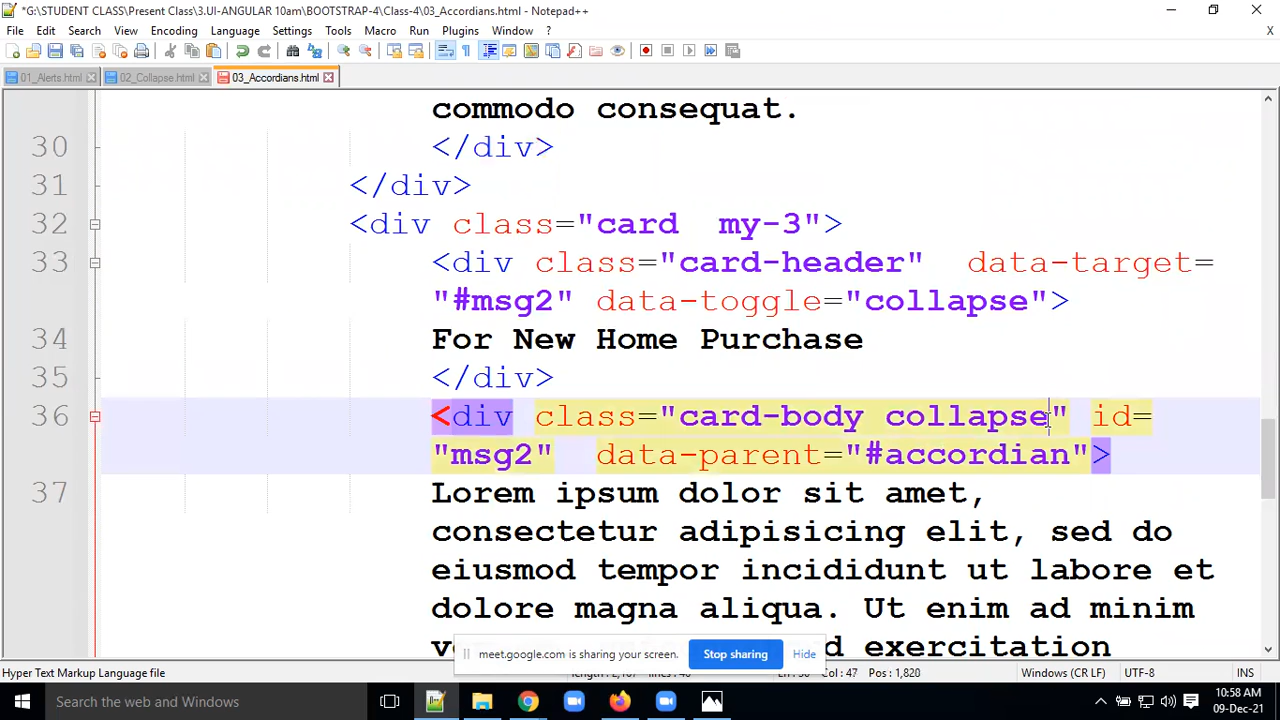 *G:\STUDENT CLASS\Present Class\3.UI-ANGULAR 10am\BOOTSTRAP-4\Class-4\03_Accordians.html - Notepad++
File Edit Search View Encoding Language Settings Tools Macro Run Plugins Window ? X
01_Alerts.html 02_Collapse.html 03_Accordians.html
commodo consequat.
30 </div>
31 </div>
32 <div class="card  my-3">
33 <div class="card-header"  data-target=
"#msg2" data-toggle="collapse">
34 For New Home Purchase
35 </div>
36 <div class="card-body collapse" id=
"msg2"  data-parent="#accordian">
37 Lorem ipsum dolor sit amet,
consectetur adipisicing elit, sed do
eiusmod tempor incididunt ut labore et
dolore magna aliqua. Ut enim ad minim
exercitation
meet.google.com is sharing your screen. Stop sharing Hide
Hyper Text Markup Language file Col : 47 Pos : 1,820 Windows (CR LF) UTF-8 INS
Type here to search
10:58 AM
09-Dec-21